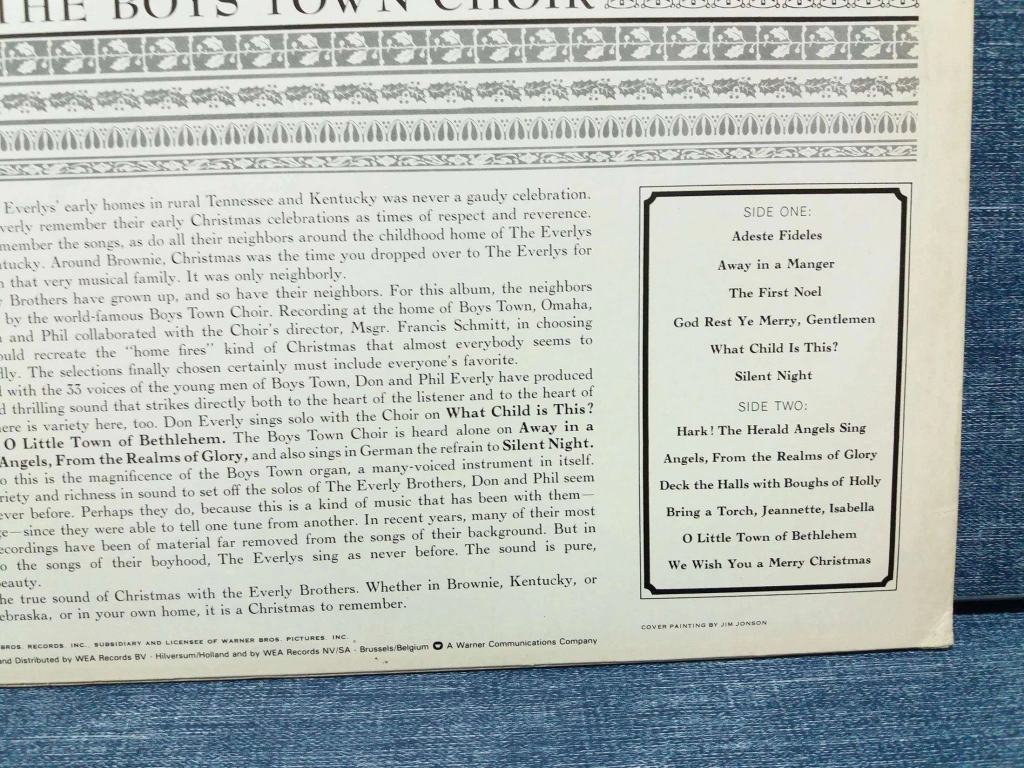 THE BOYS TOWN CHOIR
Everlys' early homes in rural Tennessee and Kentucky was never a gaudy celebration.
verly remember their early Christmas celebrations as times of respect and reverence.
member the songs, as do all their neighbors around the childhood home of The Everlys
ntucky. Around Brownie, Christmas was the time you dropped over to The Everlys for
that very musical family. It was only neighborly.
Brothers have grown up, and so have their neighbors. For this album, the neighbors
by the world-famous Boys Town Choir. Recording at the home of Boys Town, Omaha,
and Phil collaborated with the Choir's director, Msgr. Francis Schmitt, in choosing
ould recreate the "home fires" kind of Christmas that almost everybody seems to
lly. The selections finally chosen certainly must include everyone's favorite.
with the 33 voices of the young men of Boys Town, Don and Phil Everly have produced
d thrilling sound that strikes directly both to the heart of the listener and to the heart of
ere is variety here, too. Don Everly sings solo with the Choir on What Child is This?
O Little Town of Bethlehem. The Boys Town Choir is heard alone on Away in a
Angels, From the Realms of Glory, and also sings in German the refrain to Silent Night.
o this is the magnificence of the Boys Town organ, a many-voiced instrument in itself.
riety and richness in sound to set off the solos of The Everly Brothers, Don and Phil seem
ever before. Perhaps they do, because this is a kind of music that has been with them—
ge—since they were able to tell one tune from another. In recent years, many of their most
ecordings have been of material far removed from the songs of their background. But in
o the songs of their boyhood, The Everlys sing as never before. The sound is pure,
eauty.
he true sound of Christmas with the Everly Brothers. Whether in Brownie, Kentucky, or
ebraska, or in your own home, it is a Christmas to remember.
BROS. RECORDS, INC., SUBSIDIARY AND LICENSEE OF WARNER BROS. PICTURES, INC.
and Distributed by WEA Records BV · Hilversum/Holland and by WEA Records NV/SA · Brussels/Belgium A Warner Communications Company
SIDE ONE:
Adeste Fideles
Away in a Manger
The First Noel
God Rest Ye Merry, Gentlemen
What Child Is This?
Silent Night
SIDE TWO:
Hark! The Herald Angels Sing
Angels, From the Realms of Glory
Deck the Halls with Boughs of Holly
Bring a Torch, Jeannette, Isabella
O Little Town of Bethlehem
We Wish You a Merry Christmas
COVER PAINTING BY JIM JONSON